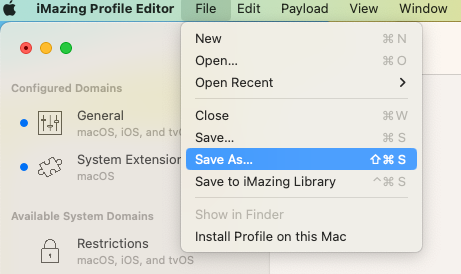 iMazing Profile Editor File Edit Payload View Window
New ⌘ N
Open... ⌘ O
Open Recent
Close ⌘ W
Save... ⌘ S
Save As... ⇧ ⌘ S
Save to iMazing Library ^ ⌘ S
Show in Finder
Install Profile on this Mac
Configured Domains
General
macOS, iOS, and tvO
System Extension
macOS
Available System Domains
Restrictions
macOS, iOS, and tvOS